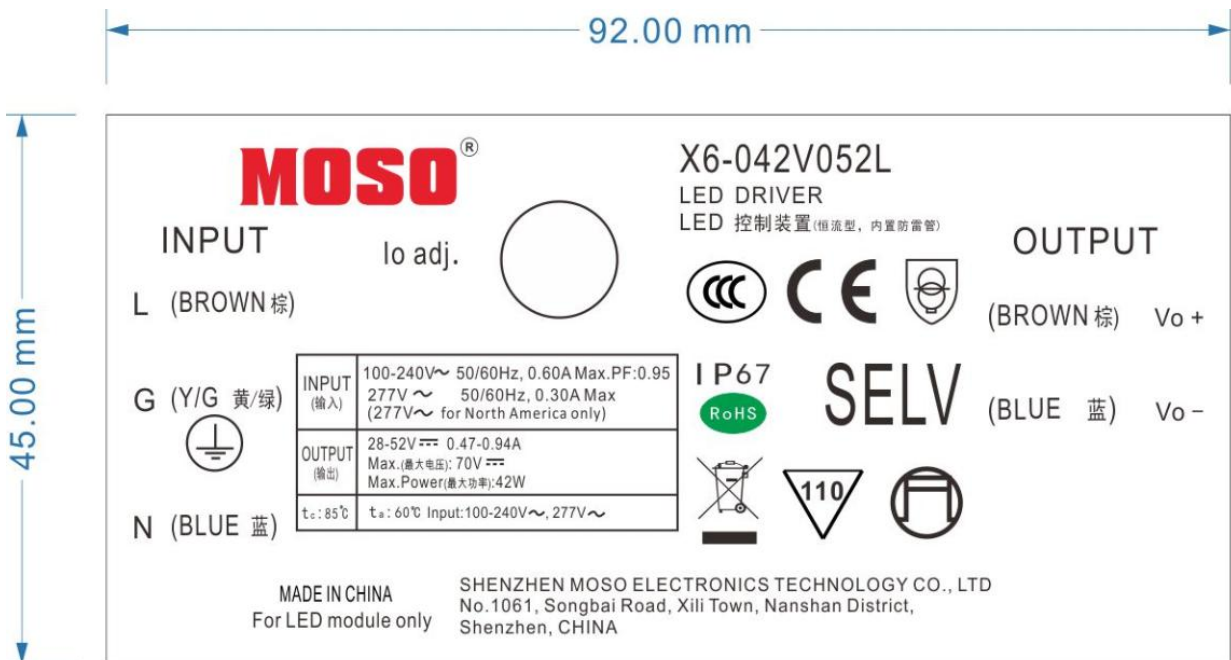 92.00 mm
45.00 mm
MOSO®
X6-042V052L
LED DRIVER
LED 控制装置(恒流型，内置防雷管)
INPUT
Io adj.
OUTPUT
L (BROWN 棕)
CCC CE
(BROWN 棕) Vo +
G (Y/G 黄/绿)
INPUT
(输入)
100-240V～ 50/60Hz, 0.60A Max.PF:0.95
277V～ 50/60Hz, 0.30A Max
(277V～ for North America only)
OUTPUT
(输出)
28-52V⎓ 0.47-0.94A
Max.(最大电压): 70V⎓
Max.Power(最大功率):42W
tc:85℃
ta:60℃ Input:100-240V～, 277V～
IP67
RoHS
SELV
(BLUE 蓝) Vo -
110
N (BLUE 蓝)
MADE IN CHINA
For LED module only
SHENZHEN MOSO ELECTRONICS TECHNOLOGY CO., LTD
No.1061, Songbai Road, Xili Town, Nanshan District,
Shenzhen, CHINA